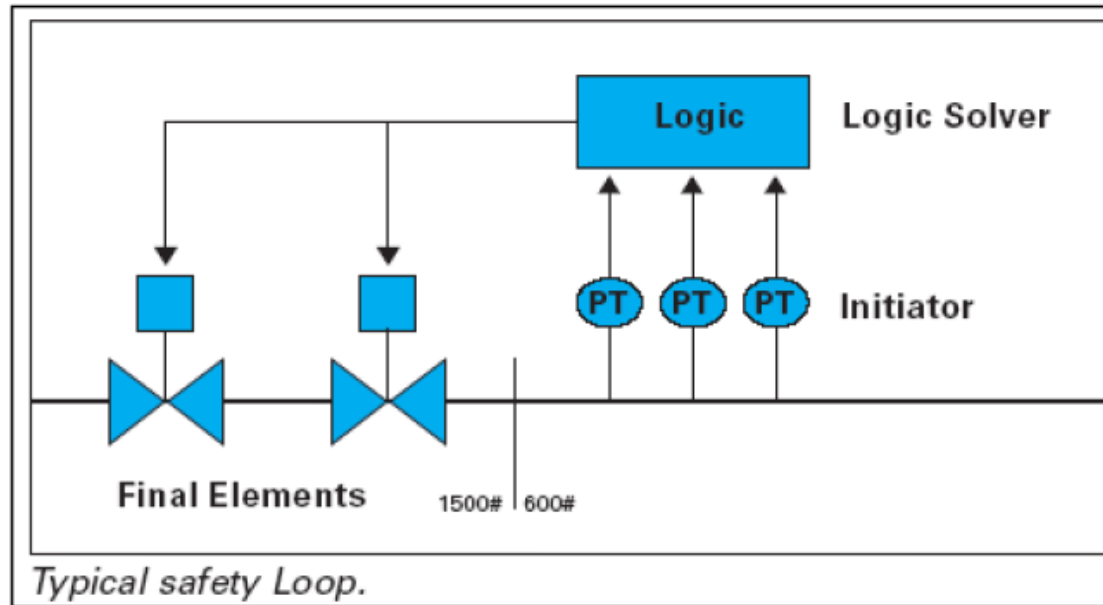 Logic
Logic Solver
PT PT PT
Initiator
Final Elements
1500# 600#
Typical safety Loop.